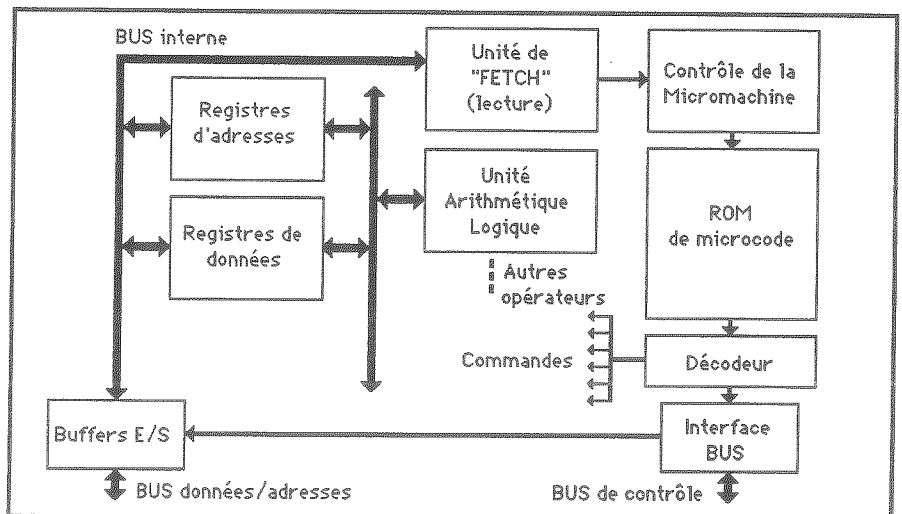 BUS interne
Unité de
"FETCH"
(lecture)
Contrôle de la
Micromachine
Registres
d'adresses
Unité
Arithmétique
Logique
ROM
de microcode
Registres de
données
Autres
opérateurs
Commandes
Décodeur
Buffers E/S
Interface
BUS
BUS données/adresses
BUS de contrôle